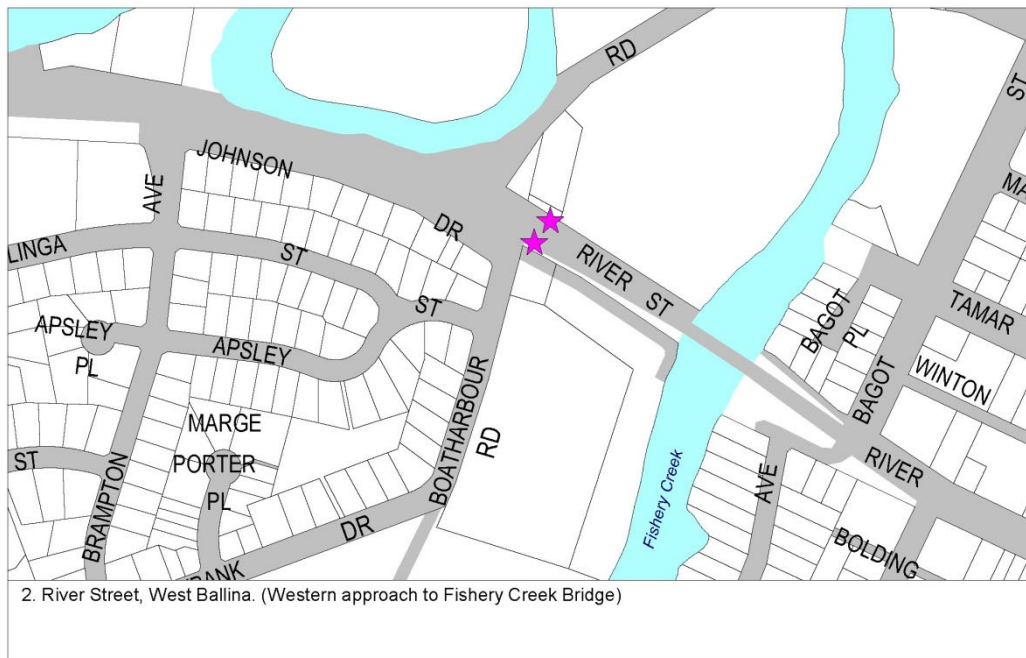 RD
ST
JOHNSON
MA
AVE
DR
LINGA
ST
RIVER ST
ST
BAGOT
PL
TAMAR
APSLEY
PL
APSLEY
WINTON
MARGE
PORTER
PL
BOATHARBOUR
RD
BAGOT
RIVER
ST
BRAMPTON
DR
Fishery Creek
AVE
BOLDING
BANK
2. River Street, West Ballina. (Western approach to Fishery Creek Bridge)